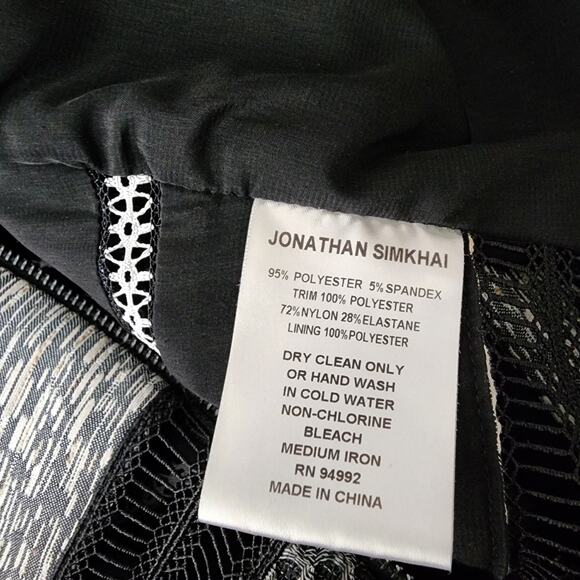 JONATHAN SIMKHAI
95% POLYESTER 5% SPANDEX
TRIM 100% POLYESTER
72%NYLON 28%ELASTANE
LINING 100%POLYESTER
DRY CLEAN ONLY
OR HAND WASH
IN COLD WATER
NON-CHLORINE
BLEACH
MEDIUM IRON
RN 94992
MADE IN CHINA